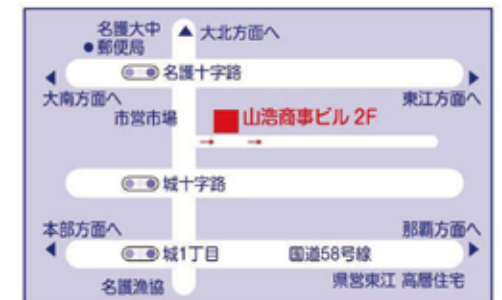 名護大中
●郵便局
▲ 大北方面へ
名護十字路
大南方面へ
東江方面へ
市営市場
山浩商事ビル 2F
→ →
城十字路
本部方面へ
那覇方面へ
城1丁目
国道58号線
名護漁協
県営東江 高層住宅